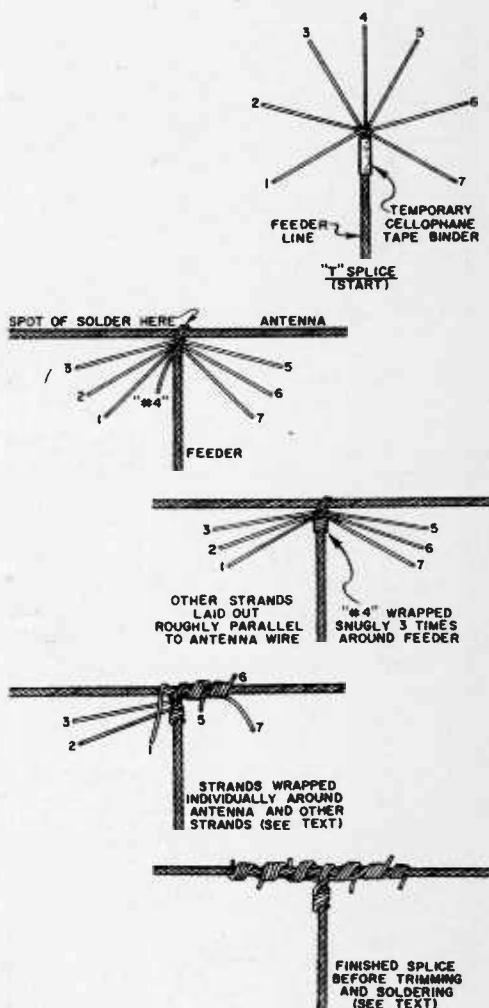 4
3
5
2
6
1
7
TEMPORARY
CELLOPHANE
TAPE BINDER
FEEDER
LINE
"T" SPLICE
(START)
SPOT OF SOLDER HERE
ANTENNA
3
5
2
"#4"
6
1
7
FEEDER
3
5
2
6
1
7
OTHER STRANDS
LAID OUT
ROUGHLY PARALLEL
TO ANTENNA WIRE
"#4" WRAPPED
SNUGLY 3 TIMES
AROUND FEEDER
6
3
5
7
2
1
STRANDS WRAPPED
INDIVIDUALLY AROUND
ANTENNA AND OTHER
STRANDS (SEE TEXT)
FINISHED SPLICE
BEFORE TRIMMING
AND SOLDERING
(SEE TEXT)